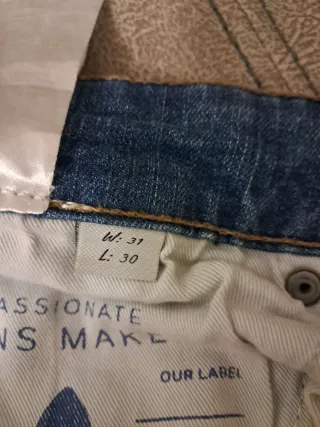 W: 31
L: 30
ASSIONATE
NS MAKE
OUR LABEL